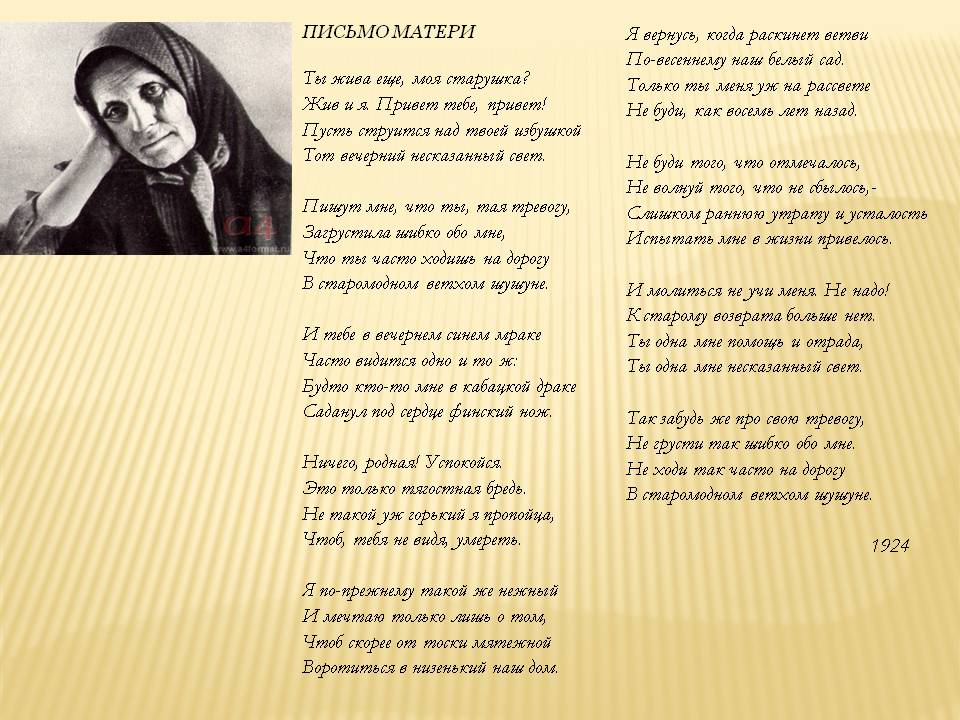 ПИСЬМО МАТЕРИ
Ты жива еще, моя старушка?
Жив и я. Привет тебе, привет!
Пусть струится над твоей избушкой
Тот вечерний несказанный свет.
Пишут мне, что ты, тая тревогу,
Загрустила шибко обо мне,
Что ты часто ходишь на дорогу
В старомодном ветхом шушуне.
И тебе в вечернем синем мраке
Часто видится одно и то ж:
Будто кто-то мне в кабацкой драке
Саданул под сердце финский нож.
Ничего, родная! Успокойся.
Это только тягостная бредь.
Не такой уж горький я пропойца,
Чтоб, тебя не видя, умереть.
Я по-прежнему такой же нежный
И мечтаю только лишь о том,
Чтоб скорее от тоски мятежной
Воротиться в низенький наш дом.
Я вернусь, когда раскинет ветви
По-весеннему наш белый сад.
Только ты меня уж на рассвете
Не буди, как восемь лет назад.
Не буди того, что отмечалось,
Не волнуй того, что не сбылось,-
Слишком раннюю утрату и усталость
Испытать мне в жизни привелось.
И молиться не учи меня. Не надо!
К старому возврата больше нет.
Ты одна мне помощь и отрада,
Ты одна мне несказанный свет.
Так забудь же про свою тревогу,
Не грусти так шибко обо мне.
Не ходи так часто на дорогу
В старомодном ветхом шушуне.
1924
a4
www.a4format.ru